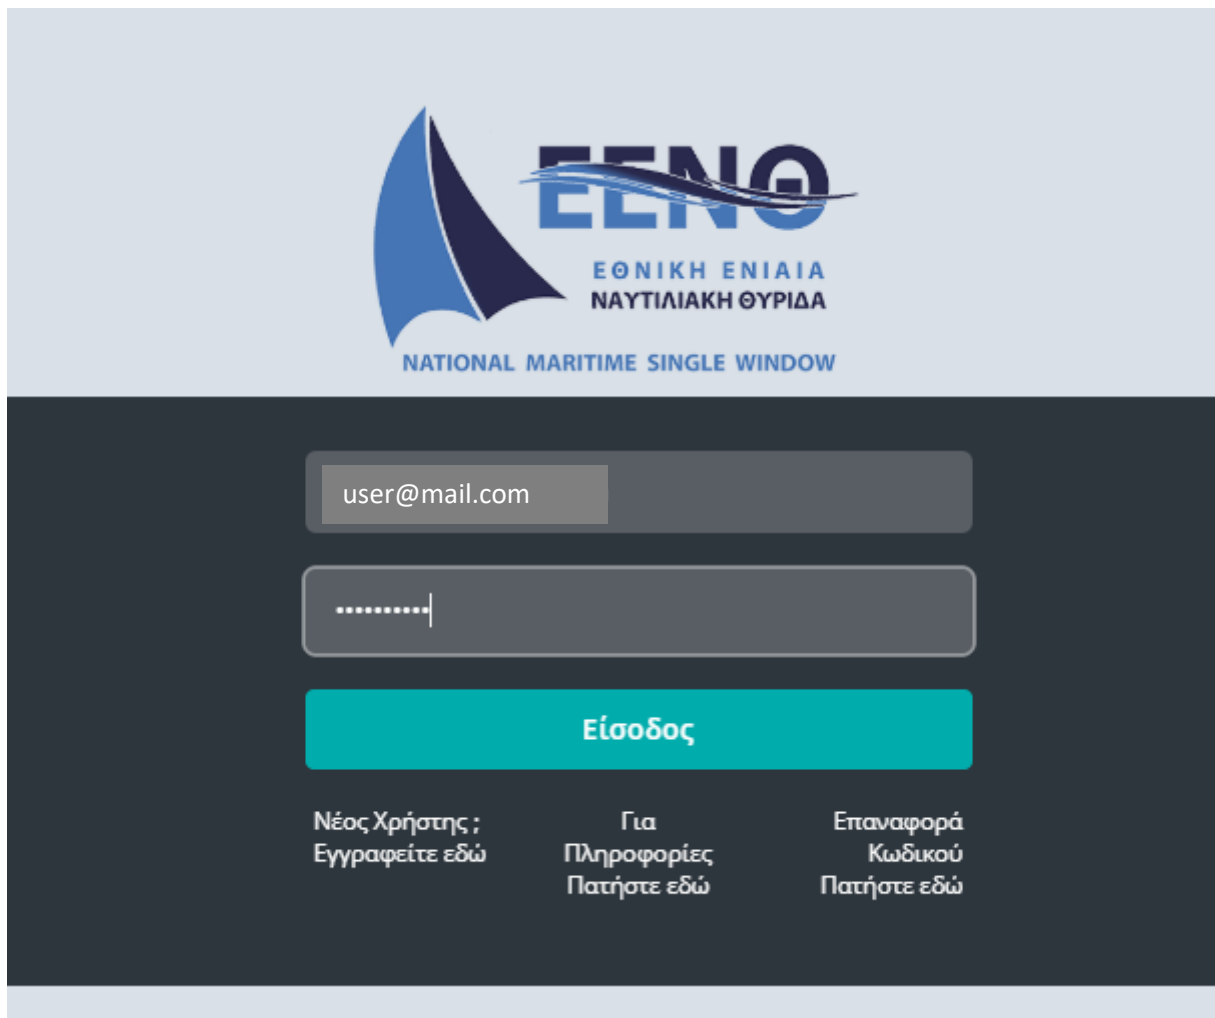 ΕΕΝΘ
ΕΘΝΙΚΗ ΕΝΙΑΙΑ
ΝΑΥΤΙΛΙΑΚΗ ΘΥΡΙΔΑ
NATIONAL MARITIME SINGLE WINDOW
user@mail.com
••••••••••
Είσοδος
Νέος Χρήστης ;
Εγγραφείτε εδώ
Για
Πληροφορίες
Πατήστε εδώ
Επαναφορά
Κωδικού
Πατήστε εδώ